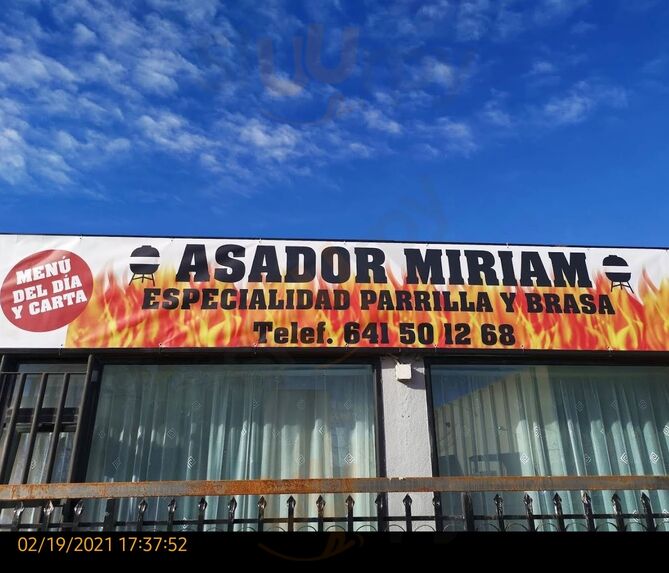 MENÚ
DEL DÍA
Y CARTA
ASADOR MIRIAM
ESPECIALIDAD PARRILLA Y BRASA
Telef. 641 50 12 68
02/19/2021 17:37:52